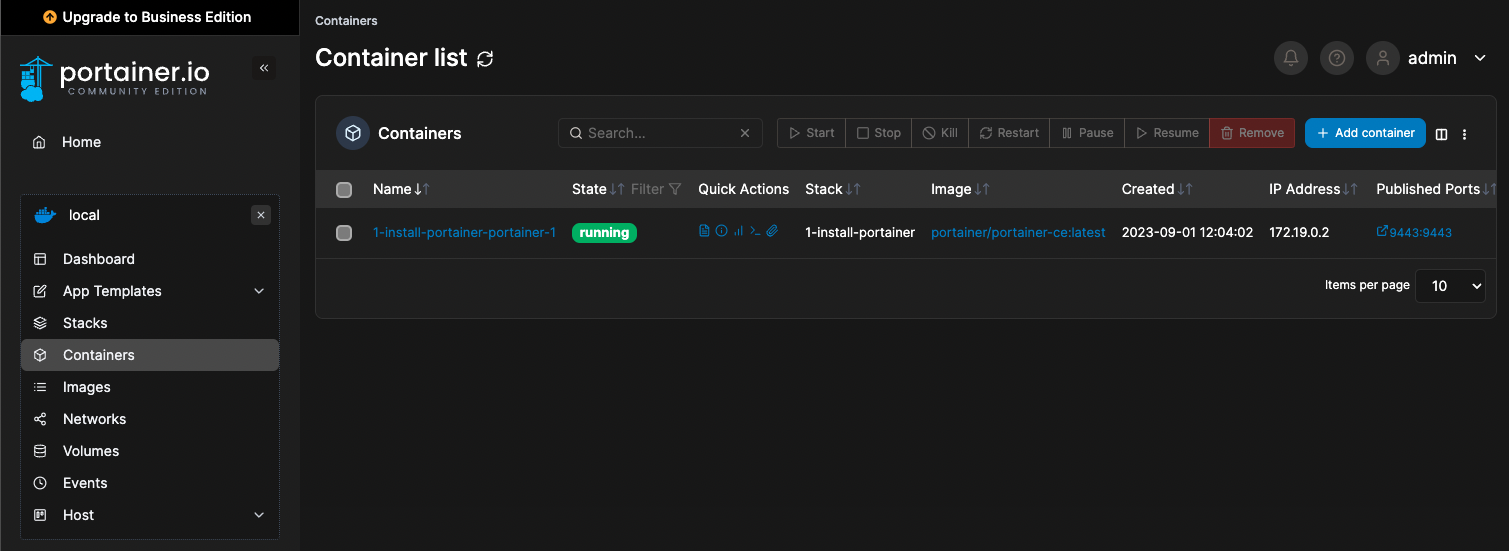 Upgrade to Business Edition
portainer.io
COMMUNITY EDITION
Home
local
Dashboard
App Templates
Stacks
Containers
Images
Networks
Volumes
Events
Host
Containers
Container list
admin
Containers
Search...
Start
Stop
Kill
Restart
Pause
Resume
Remove
+ Add container
Name State Filter Quick Actions Stack Image Created IP Address Published Ports
1-install-portainer-portainer-1 running 1-install-portainer portainer/portainer-ce:latest 2023-09-01 12:04:02 172.19.0.2 9443:9443
Items per page 10